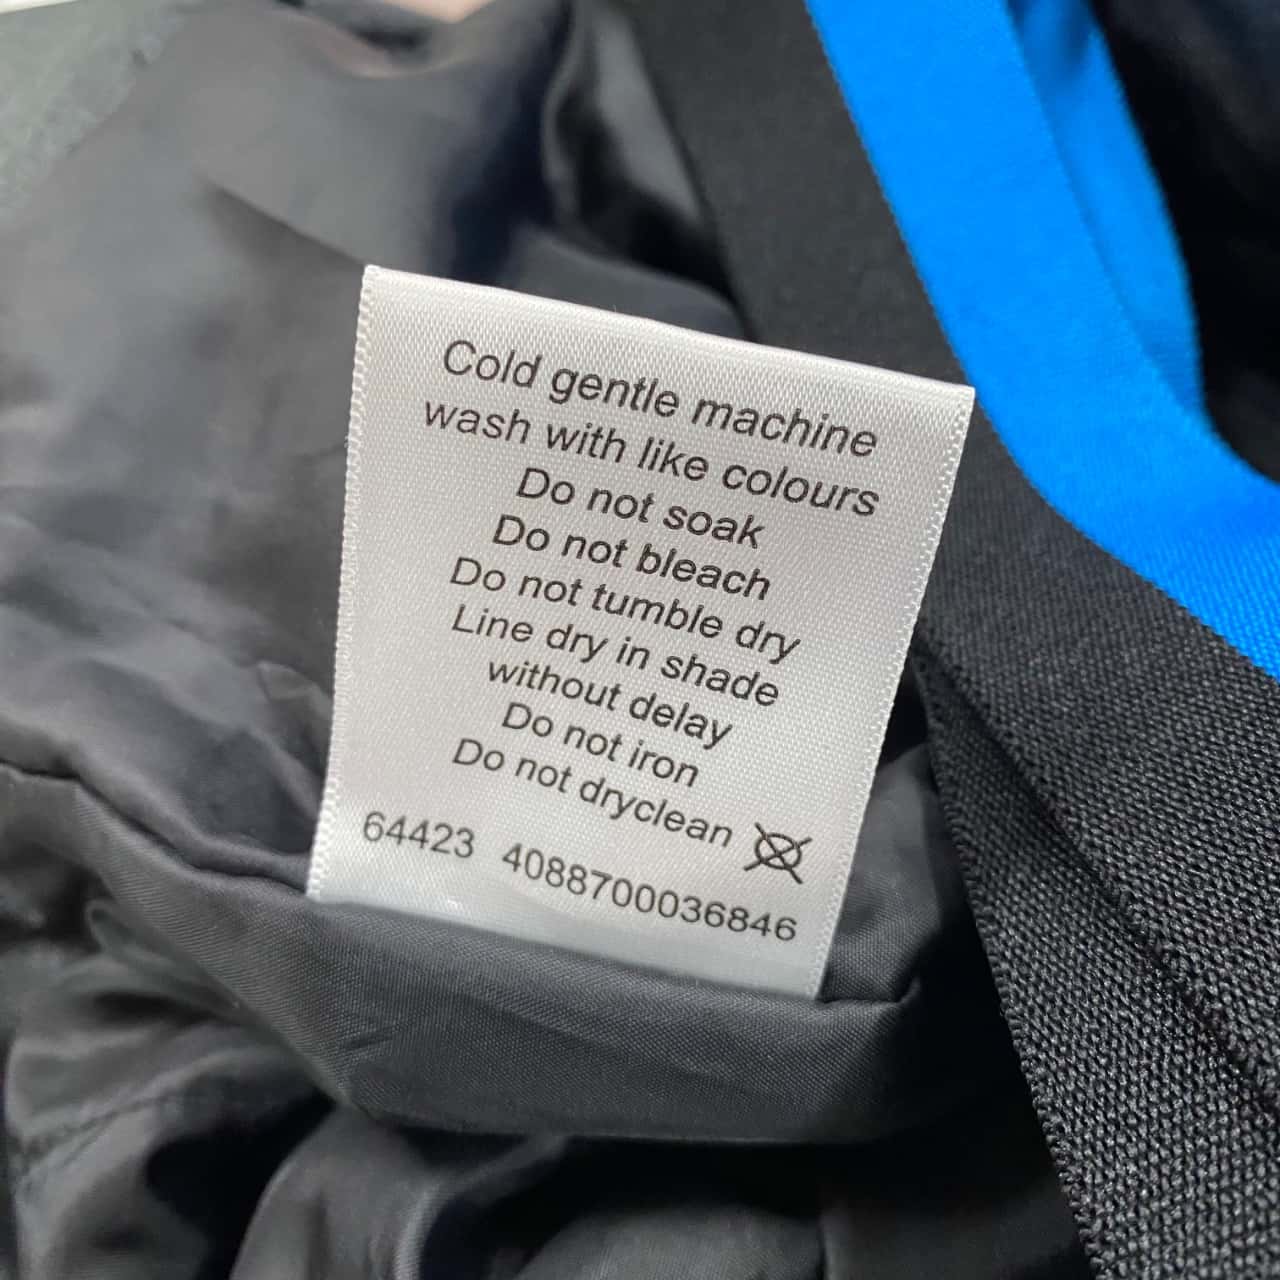 Cold gentle machine
wash with like colours
Do not soak
Do not bleach
Do not tumble dry
Line dry in shade
without delay
Do not iron
Do not dryclean
64423 4088700036846